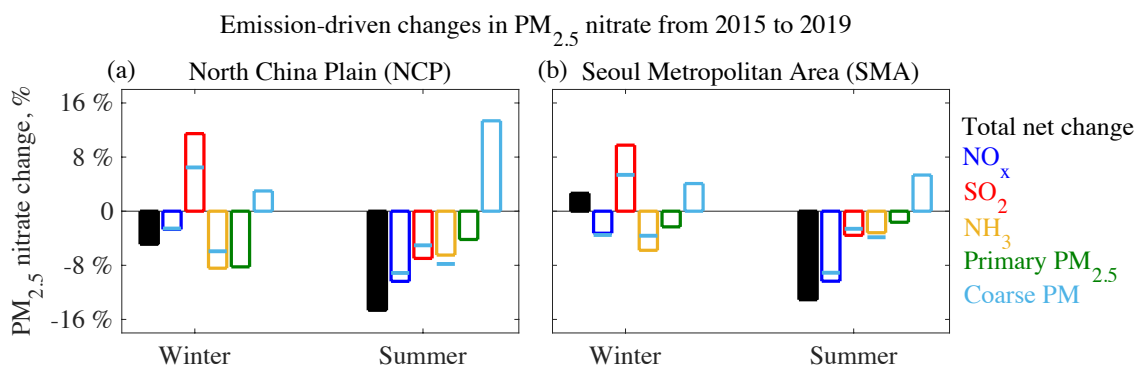 Emission-driven changes in PM2.5 nitrate from 2015 to 2019
(a) North China Plain (NCP)
(b) Seoul Metropolitan Area (SMA)
PM2.5 nitrate change, %
16 %
8 %
0
-8 %
-16 %
Winter Summer
Winter Summer
Total net change
NOx
SO2
NH3
Primary PM2.5
Coarse PM